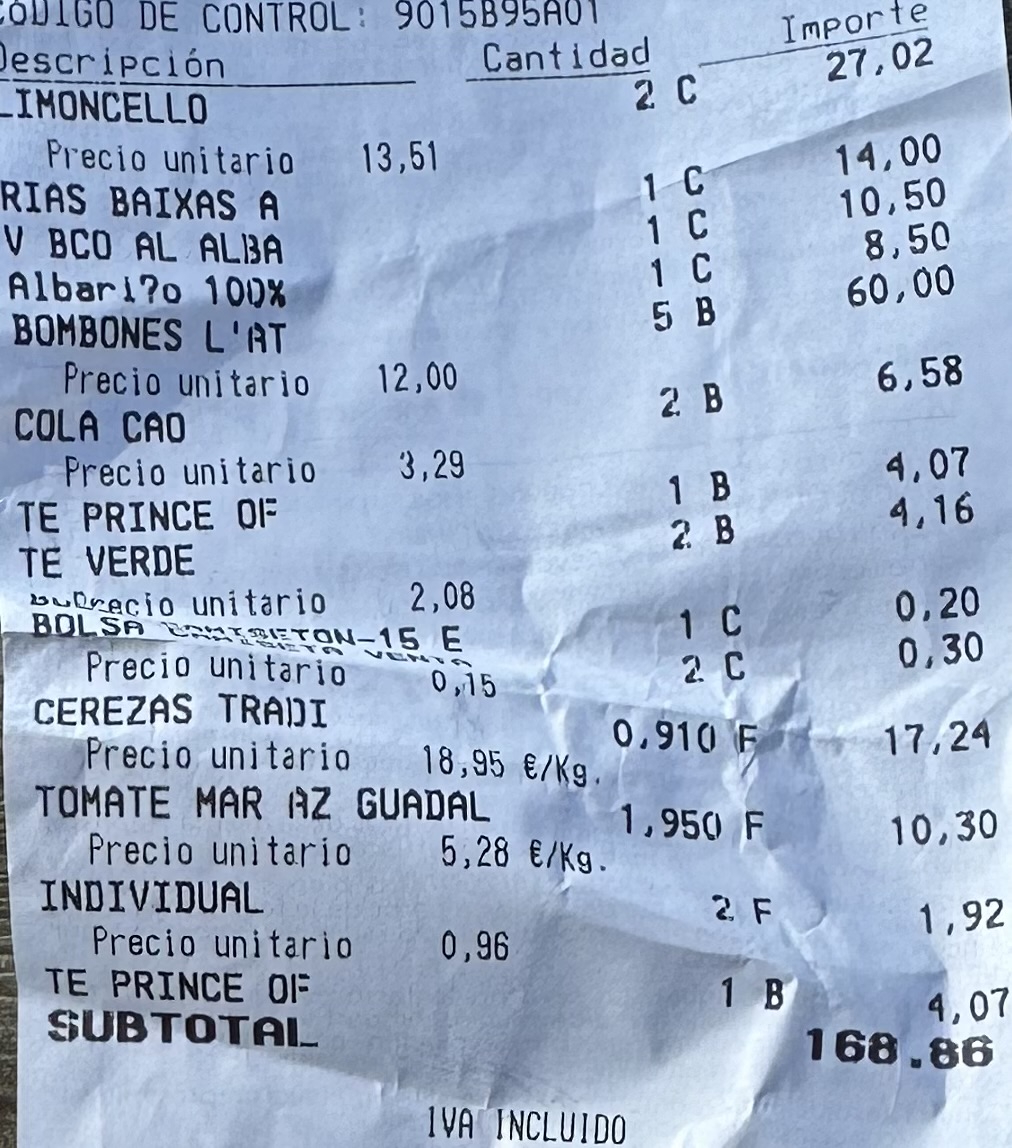 CÓDIGO DE CONTROL: 9015B95A01
Descripción Cantidad Importe
LIMONCELLO 2 C 27,02
Precio unitario 13,51
RIAS BAIXAS A 1 C 14,00
V BCO AL ALBA 1 C 10,50
Albari?o 100% 1 C 8,50
BOMBONES L'AT 5 B 60,00
Precio unitario 12,00
COLA CAO 2 B 6,58
Precio unitario 3,29
TE PRINCE OF 1 B 4,07
TE VERDE 2 B 4,16
Precio unitario 2,08
BOLSA 15 E 1 C 0,20
VENTA 2 C 0,30
Precio unitario 0,15
CEREZAS TRADI 0,910 F 17,24
Precio unitario 18,95 €/Kg.
TOMATE MAR AZ GUADAL 1,950 F 10,30
Precio unitario 5,28 €/Kg.
INDIVIDUAL 2 F 1,92
Precio unitario 0,96
TE PRINCE OF 1 B 4,07
SUBTOTAL 168.86
IVA INCLUIDO